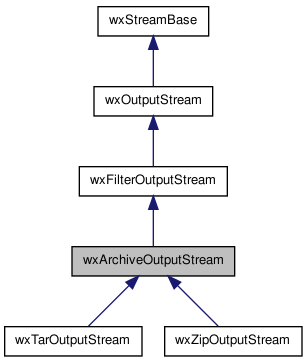 wxStreamBase
wxOutputStream
wxFilterOutputStream
wxArchiveOutputStream
wxTarOutputStream
wxZipOutputStream